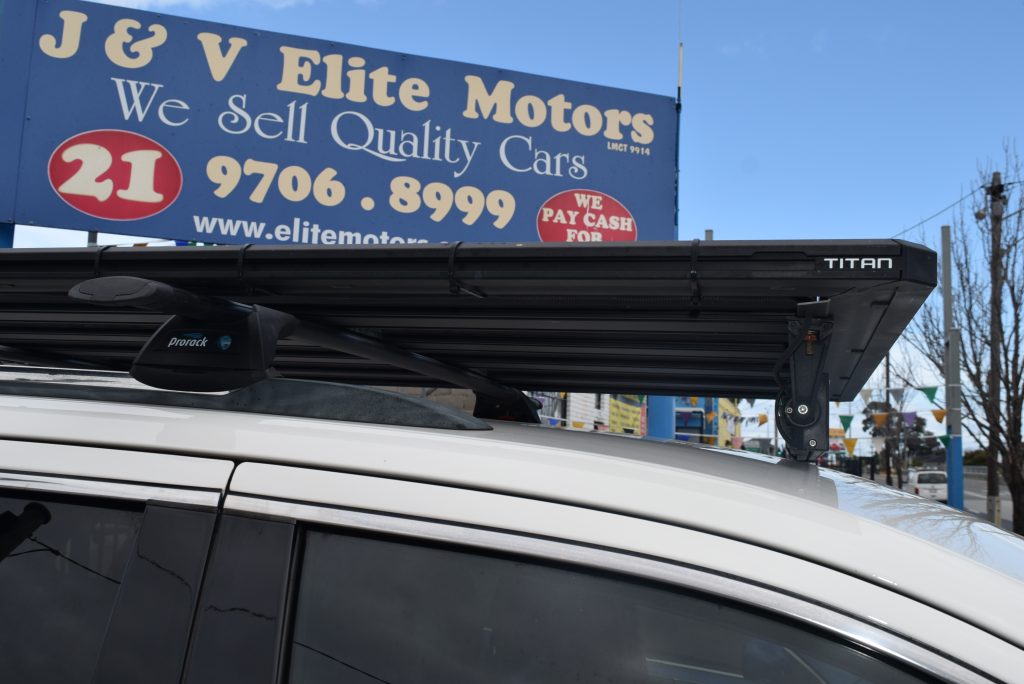 J & V Elite Motors
LMCT 9914
We Sell Quality Cars
21
9706.8999
www.elitemotors
WE
PAY CASH
FOR
TITAN
prorack